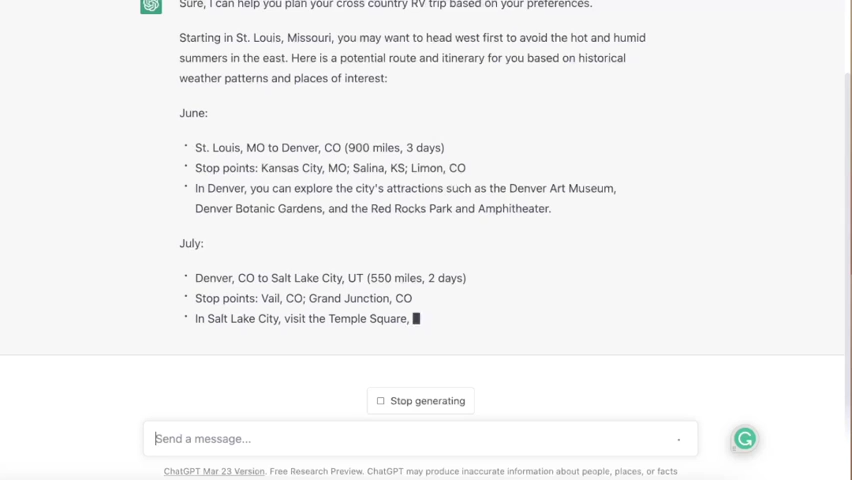 Sure, I can help you plan your cross country RV trip based on your preferences.
Starting in St. Louis, Missouri, you may want to head west first to avoid the hot and humid
summers in the east. Here is a potential route and itinerary for you based on historical
weather patterns and places of interest:
June:
• St. Louis, MO to Denver, CO (900 miles, 3 days)
• Stop points: Kansas City, MO; Salina, KS; Limon, CO
• In Denver, you can explore the city's attractions such as the Denver Art Museum,
Denver Botanic Gardens, and the Red Rocks Park and Amphitheater.
July:
• Denver, CO to Salt Lake City, UT (550 miles, 2 days)
• Stop points: Vail, CO; Grand Junction, CO
• In Salt Lake City, visit the Temple Square,
Stop generating
Send a message...
ChatGPT Mar 23 Version. Free Research Preview. ChatGPT may produce inaccurate information about people, places, or facts